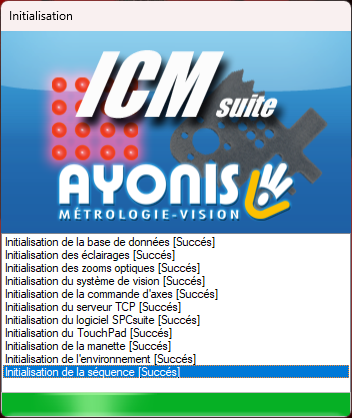 Initialisation
ICM suite
AYONIS
MÉTROLOGIE-VISION
Initialisation de la base de données [Succés]
Initialisation des éclairages [Succés]
Initialisation des zooms optiques [Succés]
Initialisation du système de vision [Succés]
Initialisation de la commande d'axes [Succés]
Initialisation du serveur TCP [Succés]
Initialisation du logiciel SPCsuite [Succés]
Initialisation du TouchPad [Succés]
Initialisation de la manette [Succés]
Initialisation de l'environnement [Succés]
Initialisation de la séquence [Succés]